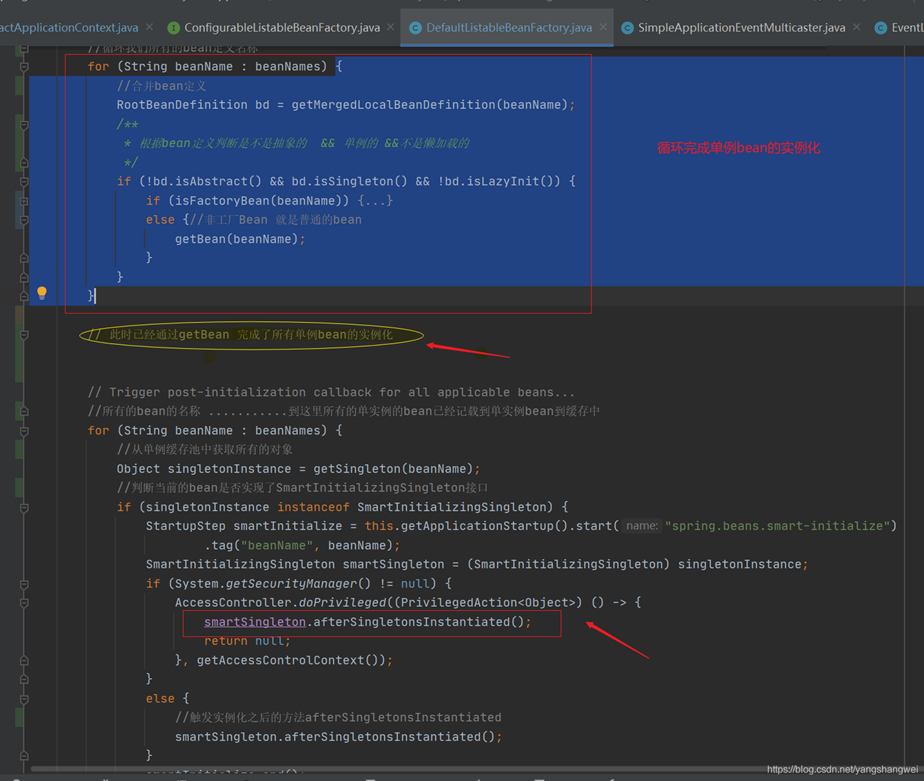 actApplicationContext.java × ConfigurableListableBeanFactory.java × DefaultListableBeanFactory.java × SimpleApplicationEventMulticaster.java × EventL
//循环我们所有的bean定义名称
for (String beanName : beanNames) {
//合并bean定义
RootBeanDefinition bd = getMergedLocalBeanDefinition(beanName);
/**
* 根据bean定义判断是不是抽象的 && 单例的 &&不是懒加载的
*/
循环完成单例bean的实例化
if (!bd.isAbstract() && bd.isSingleton() && !bd.isLazyInit()) {
if (isFactoryBean(beanName)) {...}
else {//非工厂Bean 就是普通的bean
getBean(beanName);
}
}
}
// 此时已经通过getBean 完成了所有单例bean的实例化
// Trigger post-initialization callback for all applicable beans...
//所有的bean的名称 ...........到这里所有的单实例的bean已经记载到单实例bean到缓存中
for (String beanName : beanNames) {
//从单例缓存池中获取所有的对象
Object singletonInstance = getSingleton(beanName);
//判断当前的bean是否实现了SmartInitializingSingleton接口
if (singletonInstance instanceof SmartInitializingSingleton) {
StartupStep smartInitialize = this.getApplicationStartup().start( name: "spring.beans.smart-initialize")
.tag("beanName", beanName);
SmartInitializingSingleton smartSingleton = (SmartInitializingSingleton) singletonInstance;
if (System.getSecurityManager() != null) {
AccessController.doPrivileged((PrivilegedAction<Object>) () -> {
smartSingleton.afterSingletonsInstantiated();
return null;
}, getAccessControlContext());
}
else {
//触发实例化之后的方法afterSingletonsInstantiated
smartSingleton.afterSingletonsInstantiated();
}
https://blog.csdn.net/yangshangwei